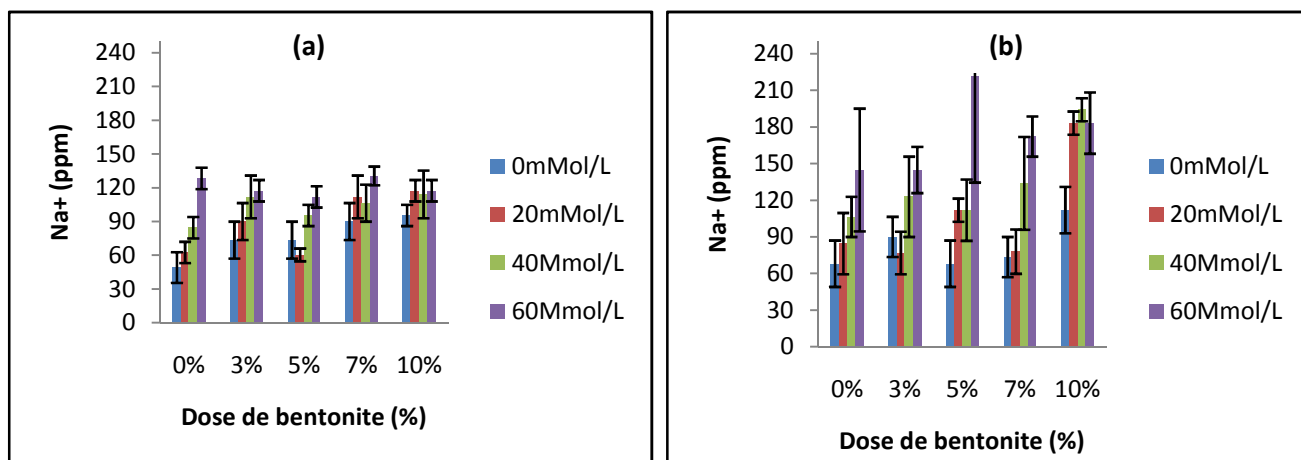 (a)
240
210
180
150
120
90
60
30
0
Na+ (ppm)
0% 3% 5% 7% 10%
Dose de bentonite (%)
0mMol/L
20mMol/L
40Mmol/L
60Mmol/L
(b)
240
210
180
150
120
90
60
30
0
Na+ (ppm)
0% 3% 5% 7% 10%
Dose de bentonite (%)
0mMol/L
20mMol/L
40Mmol/L
60Mmol/L